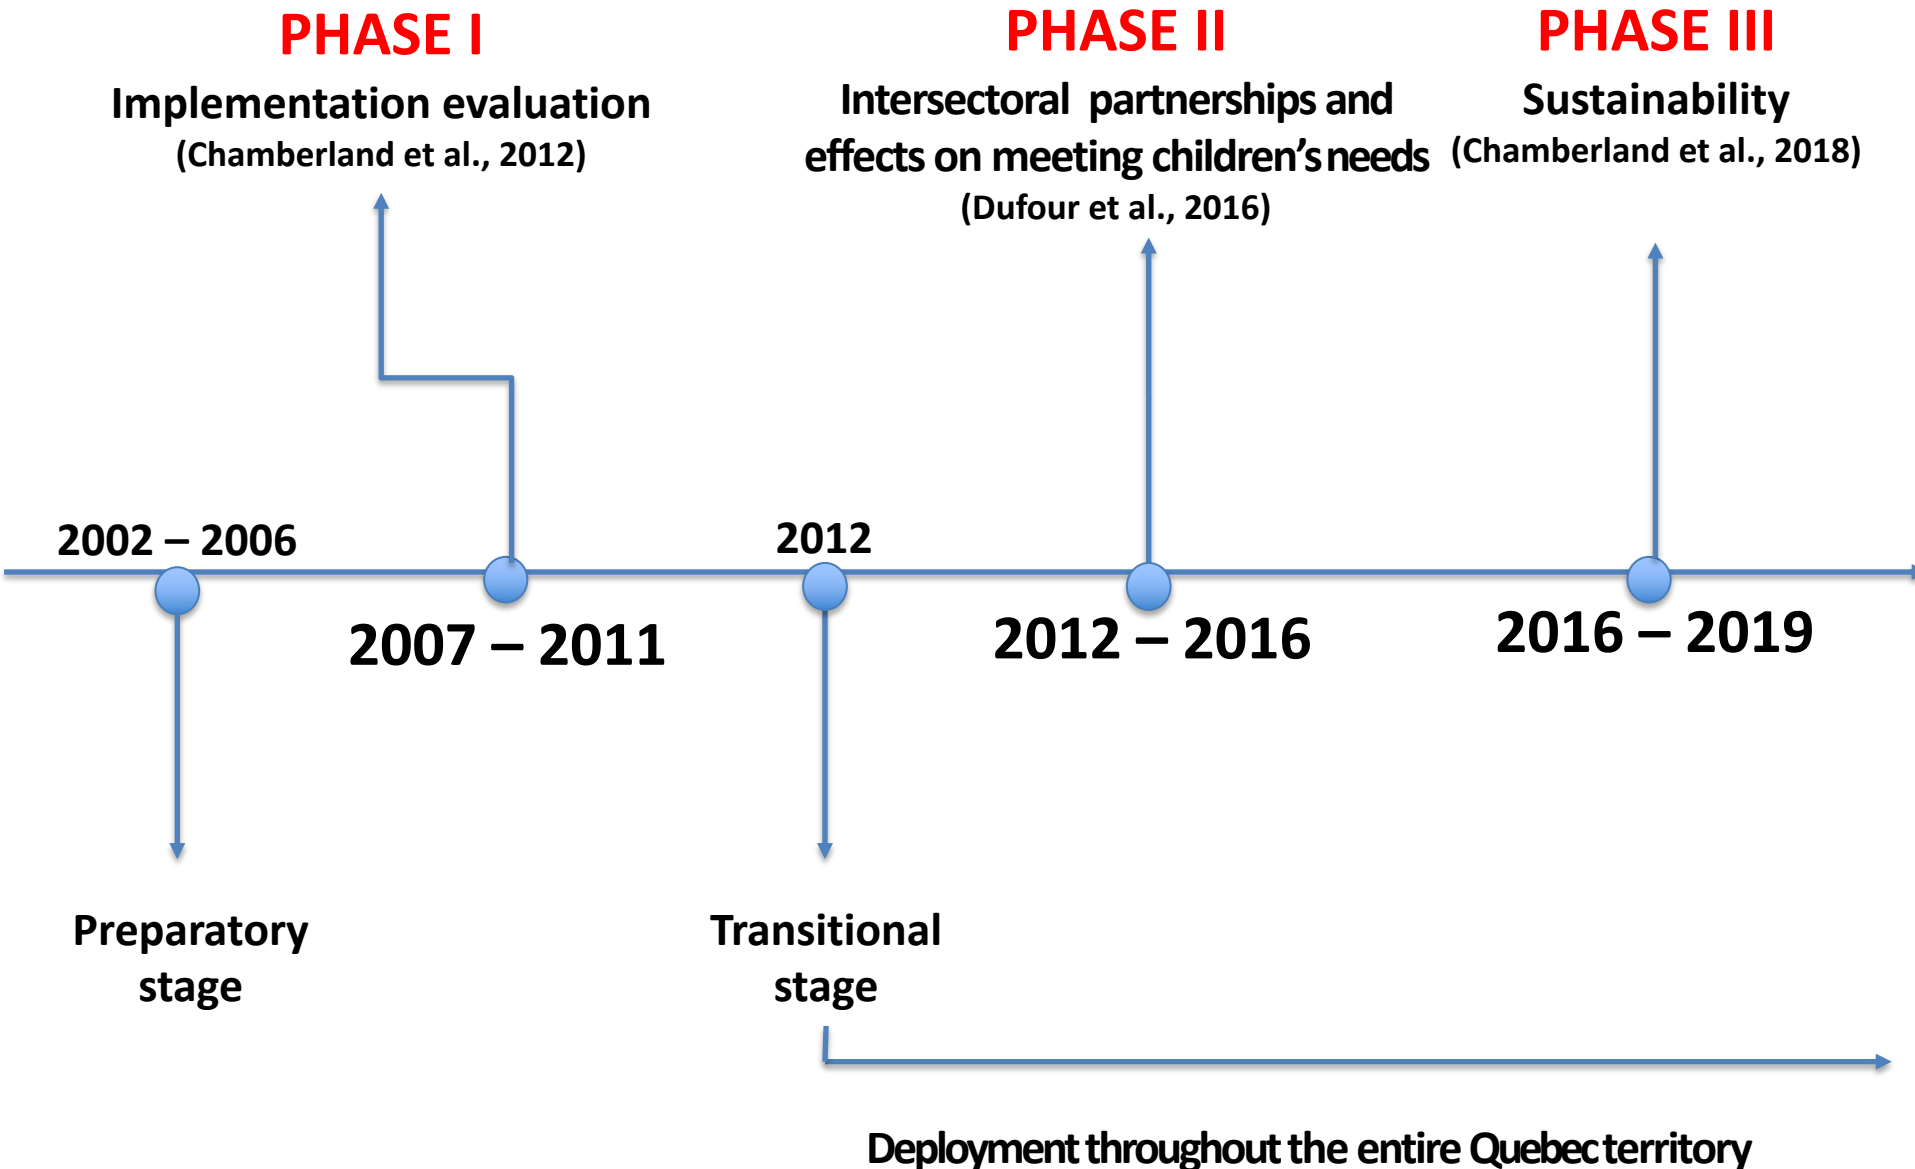 PHASE I
Implementation evaluation
(Chamberland et al., 2012)
PHASE II
Intersectoral partnerships and
effects on meeting children's needs
(Dufour et al., 2016)
PHASE III
Sustainability
(Chamberland et al., 2018)
2002 – 2006
2007 – 2011
2012
2012 – 2016
2016 – 2019
Preparatory
stage
Transitional
stage
Deployment throughout the entire Quebec territory